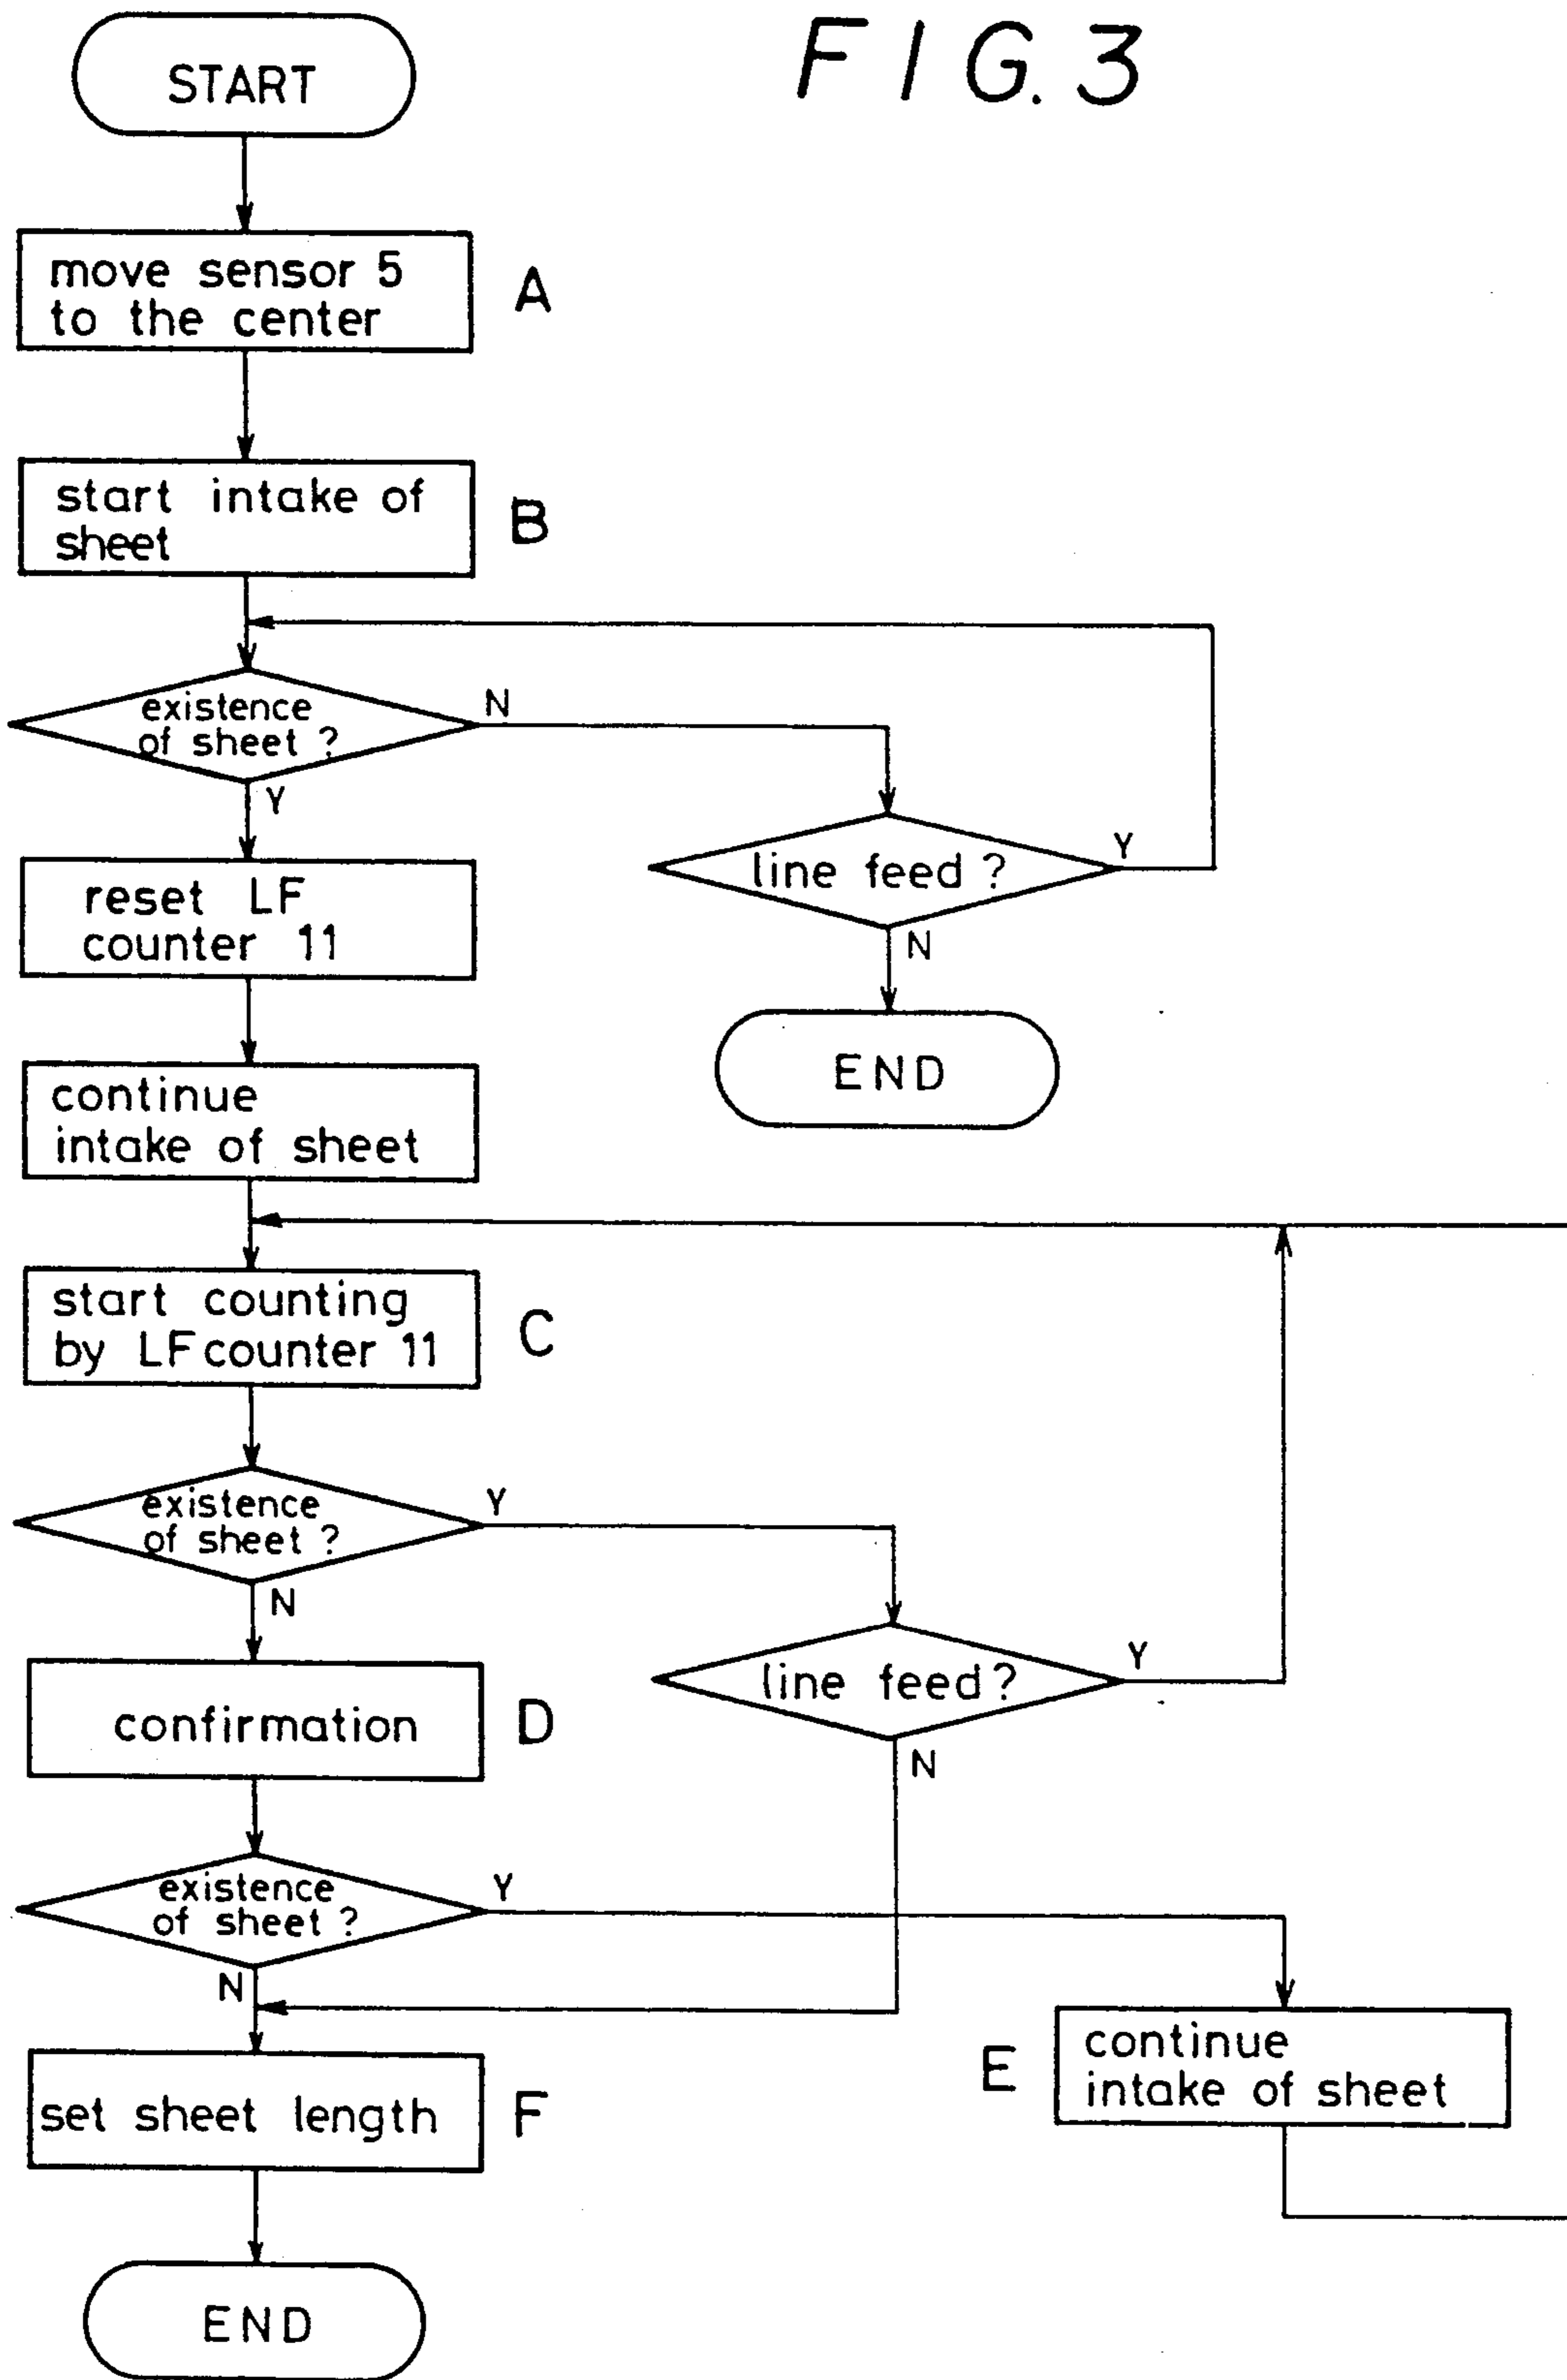 FIG. 3
START
move sensor 5
to the center
A
start intake of
sheet
B
existence
of sheet ?
N
Y
line feed ?
Y
N
reset LF
counter 11
END
continue
intake of sheet
start counting
by LF counter 11
C
existence
of sheet ?
Y
N
line feed ?
Y
N
confirmation
D
existence
of sheet ?
Y
N
E
continue
intake of sheet
set sheet length
F
END